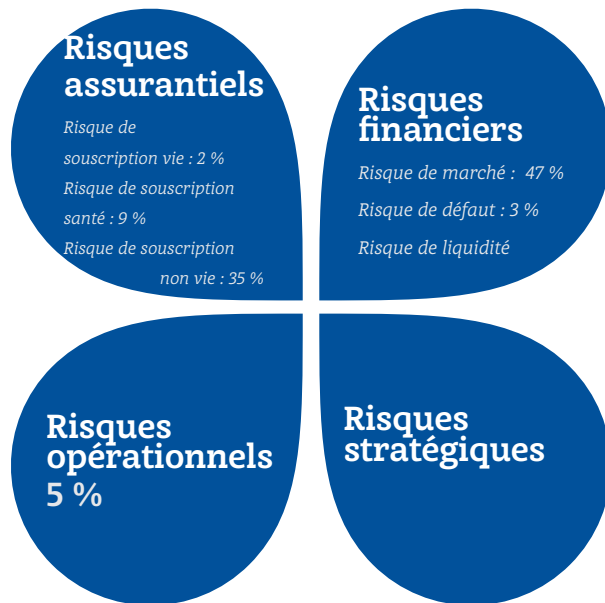 Risques
assurantiels
Risque de
souscription vie : 2 %
Risque de souscription
santé : 9 %
Risque de souscription
non vie : 35 %
Risques
financiers
Risque de marché : 47 %
Risque de défaut : 3 %
Risque de liquidité
Risques
opérationnels
5 %
Risques
stratégiques